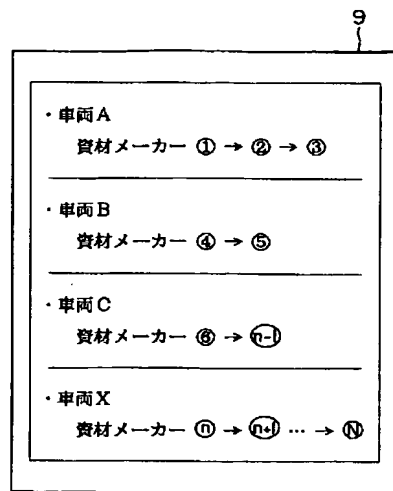 9
・車両A
資材メーカー ① → ② → ③
・車両B
資材メーカー ④ → ⑤
・車両C
資材メーカー ⑥ → n-1
・車両X
資材メーカー ⓝ → n+1 … → Ⓝ